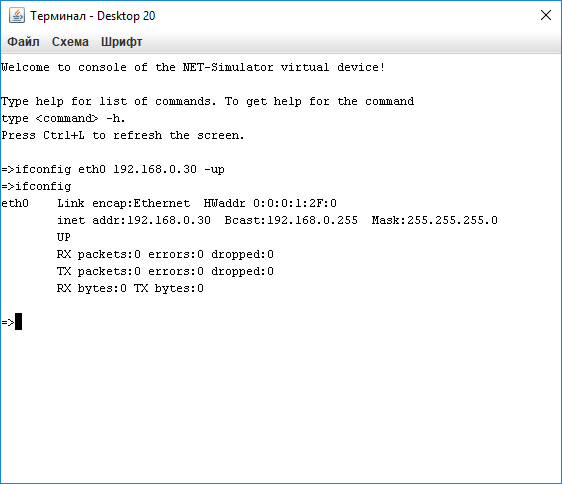 Терминал - Desktop 20
Файл Схема Шрифт
Welcome to console of the NET-Simulator virtual device!
Type help for list of commands. To get help for the command
type <command> -h.
Press Ctrl+L to refresh the screen.
=>ifconfig eth0 192.168.0.30 -up
=>ifconfig
eth0    Link encap:Ethernet  HWaddr 0:0:0:1:2F:0
        inet addr:192.168.0.30  Bcast:192.168.0.255  Mask:255.255.255.0
        UP
        RX packets:0 errors:0 dropped:0
        TX packets:0 errors:0 dropped:0
        RX bytes:0 TX bytes:0
=>